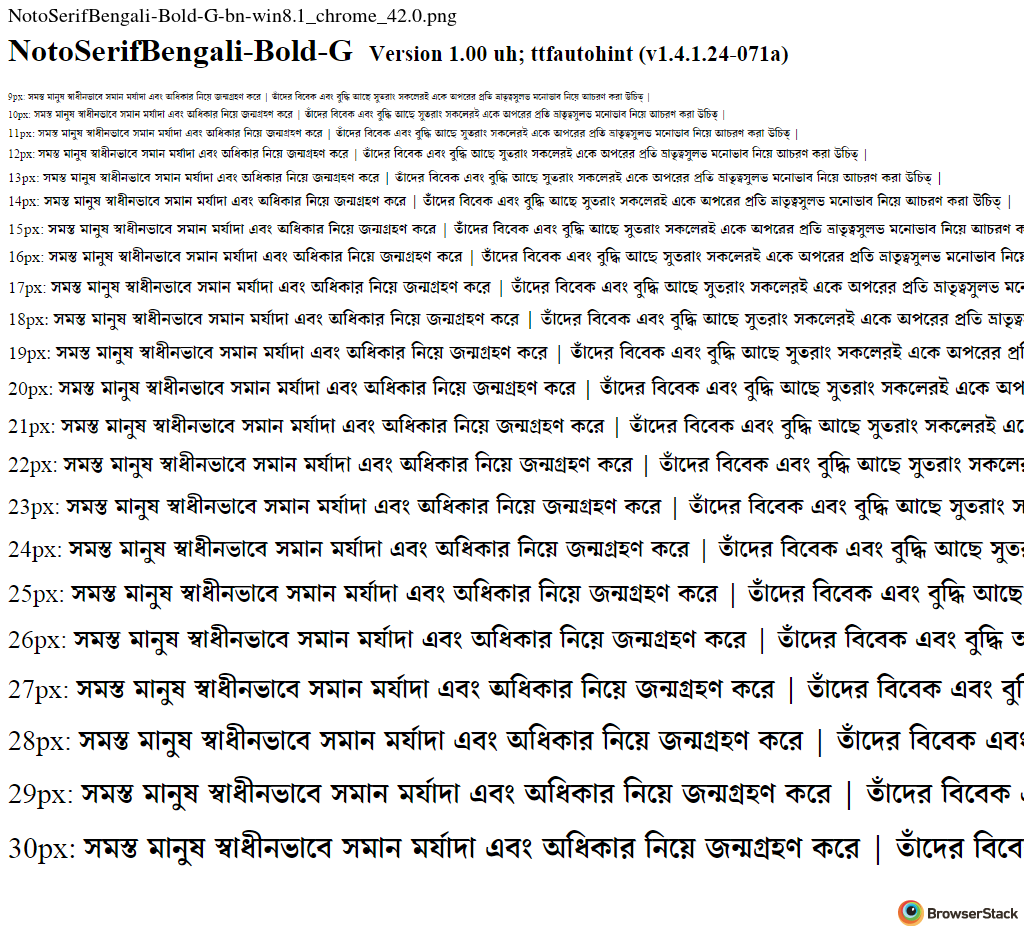 NotoSerifBengali-Bold-G-bn-win8.1_chrome_42.0.png
NotoSerifBengali-Bold-G Version 1.00 uh; ttfautohint (v1.4.1.24-071a)
9px: সমস্ত মানুষ স্বাধীনভাবে সমান মর্যাদা এবং অধিকার নিয়ে জন্মগ্রহণ করে | তাঁদের বিবেক এবং বুদ্ধি আছে সুতরাং সকলেরই একে অপরের প্রতি ভ্রাতৃত্বসুলভ মনোভাব নিয়ে আচরণ করা উচিত্ |
10px: সমস্ত মানুষ স্বাধীনভাবে সমান মর্যাদা এবং অধিকার নিয়ে জন্মগ্রহণ করে | তাঁদের বিবেক এবং বুদ্ধি আছে সুতরাং সকলেরই একে অপরের প্রতি ভ্রাতৃত্বসুলভ মনোভাব নিয়ে আচরণ করা উচিত্ |
11px: সমস্ত মানুষ স্বাধীনভাবে সমান মর্যাদা এবং অধিকার নিয়ে জন্মগ্রহণ করে | তাঁদের বিবেক এবং বুদ্ধি আছে সুতরাং সকলেরই একে অপরের প্রতি ভ্রাতৃত্বসুলভ মনোভাব নিয়ে আচরণ করা উচিত্ |
12px: সমস্ত মানুষ স্বাধীনভাবে সমান মর্যাদা এবং অধিকার নিয়ে জন্মগ্রহণ করে | তাঁদের বিবেক এবং বুদ্ধি আছে সুতরাং সকলেরই একে অপরের প্রতি ভ্রাতৃত্বসুলভ মনোভাব নিয়ে আচরণ করা উচিত্ |
13px: সমস্ত মানুষ স্বাধীনভাবে সমান মর্যাদা এবং অধিকার নিয়ে জন্মগ্রহণ করে | তাঁদের বিবেক এবং বুদ্ধি আছে সুতরাং সকলেরই একে অপরের প্রতি ভ্রাতৃত্বসুলভ মনোভাব নিয়ে আচরণ করা উচিত্ |
14px: সমস্ত মানুষ স্বাধীনভাবে সমান মর্যাদা এবং অধিকার নিয়ে জন্মগ্রহণ করে | তাঁদের বিবেক এবং বুদ্ধি আছে সুতরাং সকলেরই একে অপরের প্রতি ভ্রাতৃত্বসুলভ মনোভাব নিয়ে আচরণ করা উচিত্ |
15px: সমস্ত মানুষ স্বাধীনভাবে সমান মর্যাদা এবং অধিকার নিয়ে জন্মগ্রহণ করে | তাঁদের বিবেক এবং বুদ্ধি আছে সুতরাং সকলেরই একে অপরের প্রতি ভ্রাতৃত্বসুলভ মনোভাব নিয়ে আচরণ
16px: সমস্ত মানুষ স্বাধীনভাবে সমান মর্যাদা এবং অধিকার নিয়ে জন্মগ্রহণ করে | তাঁদের বিবেক এবং বুদ্ধি আছে সুতরাং সকলেরই একে অপরের প্রতি ভ্রাতৃত্বসুলভ মনোভাব নিয়ে
17px: সমস্ত মানুষ স্বাধীনভাবে সমান মর্যাদা এবং অধিকার নিয়ে জন্মগ্রহণ করে | তাঁদের বিবেক এবং বুদ্ধি আছে সুতরাং সকলেরই একে অপরের প্রতি ভ্রাতৃত্বসুলভ
18px: সমস্ত মানুষ স্বাধীনভাবে সমান মর্যাদা এবং অধিকার নিয়ে জন্মগ্রহণ করে | তাঁদের বিবেক এবং বুদ্ধি আছে সুতরাং সকলেরই একে অপরের প্রতি
19px: সমস্ত মানুষ স্বাধীনভাবে সমান মর্যাদা এবং অধিকার নিয়ে জন্মগ্রহণ করে | তাঁদের বিবেক এবং বুদ্ধি আছে সুতরাং সকলেরই একে অপরের
20px: সমস্ত মানুষ স্বাধীনভাবে সমান মর্যাদা এবং অধিকার নিয়ে জন্মগ্রহণ করে | তাঁদের বিবেক এবং বুদ্ধি আছে সুতরাং সকলেরই একে অপ
21px: সমস্ত মানুষ স্বাধীনভাবে সমান মর্যাদা এবং অধিকার নিয়ে জন্মগ্রহণ করে | তাঁদের বিবেক এবং বুদ্ধি আছে সুতরাং সকলেরই
22px: সমস্ত মানুষ স্বাধীনভাবে সমান মর্যাদা এবং অধিকার নিয়ে জন্মগ্রহণ করে | তাঁদের বিবেক এবং বুদ্ধি আছে সুতরাং
23px: সমস্ত মানুষ স্বাধীনভাবে সমান মর্যাদা এবং অধিকার নিয়ে জন্মগ্রহণ করে | তাঁদের বিবেক এবং বুদ্ধি আছে সুতরাং
24px: সমস্ত মানুষ স্বাধীনভাবে সমান মর্যাদা এবং অধিকার নিয়ে জন্মগ্রহণ করে | তাঁদের বিবেক এবং বুদ্ধি আছে
25px: সমস্ত মানুষ স্বাধীনভাবে সমান মর্যাদা এবং অধিকার নিয়ে জন্মগ্রহণ করে | তাঁদের বিবেক এবং বুদ্ধি আছে
26px: সমস্ত মানুষ স্বাধীনভাবে সমান মর্যাদা এবং অধিকার নিয়ে জন্মগ্রহণ করে | তাঁদের বিবেক এবং বুদ্ধি
27px: সমস্ত মানুষ স্বাধীনভাবে সমান মর্যাদা এবং অধিকার নিয়ে জন্মগ্রহণ করে | তাঁদের বিবেক এবং
28px: সমস্ত মানুষ স্বাধীনভাবে সমান মর্যাদা এবং অধিকার নিয়ে জন্মগ্রহণ করে | তাঁদের বিবেক
29px: সমস্ত মানুষ স্বাধীনভাবে সমান মর্যাদা এবং অধিকার নিয়ে জন্মগ্রহণ করে | তাঁদের বিবেক
30px: সমস্ত মানুষ স্বাধীনভাবে সমান মর্যাদা এবং অধিকার নিয়ে জন্মগ্রহণ করে | তাঁদের বিবে
BrowserStack